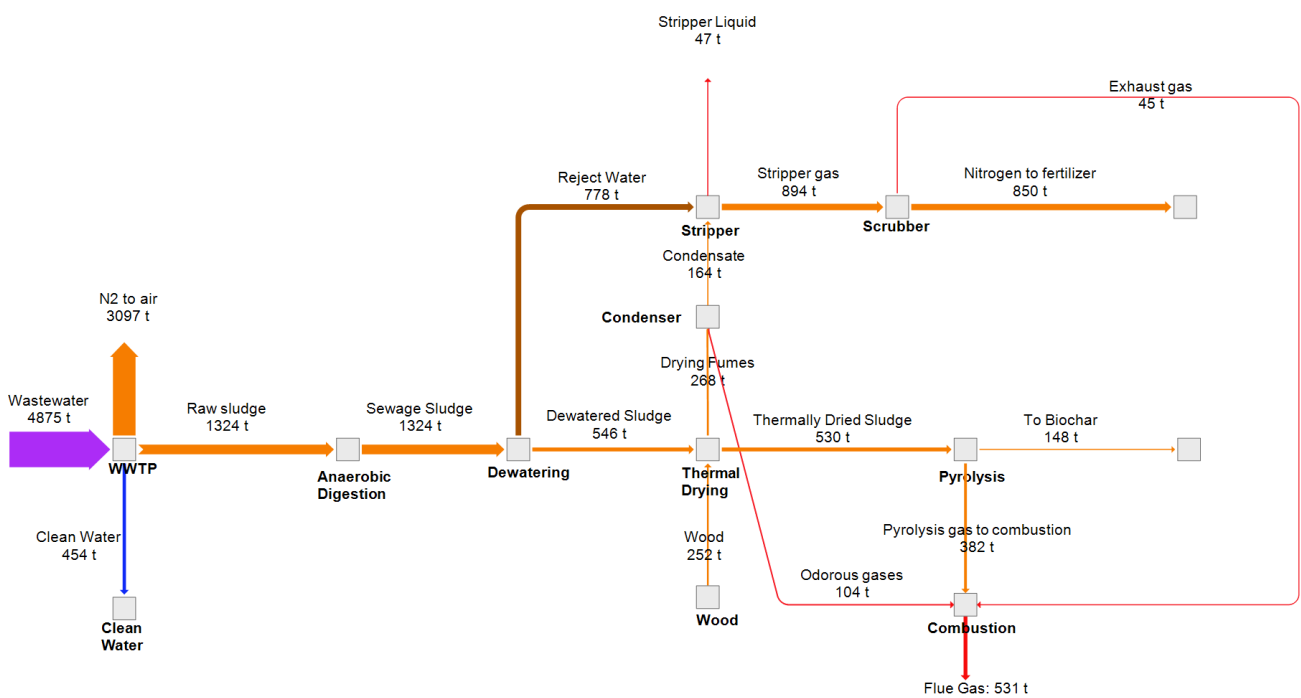 Stripper Liquid
47 t
Exhaust gas
45 t
Reject Water
778 t
Stripper gas
894 t
Nitrogen to fertilizer
850 t
Stripper
Scrubber
Condensate
164 t
N2 to air
3097 t
Condenser
Drying Fumes
268 t
Wastewater
4875 t
Raw sludge
1324 t
Sewage Sludge
1324 t
Dewatered Sludge
546 t
Thermally Dried Sludge
530 t
To Biochar
148 t
WWTP
Anaerobic
Digestion
Dewatering
Thermal
Drying
Pyrolysis
Clean Water
454 t
Wood
252 t
Pyrolysis gas to combustion
382 t
Odorous gases
104 t
Clean
Water
Wood
Combustion
Flue Gas: 531 t